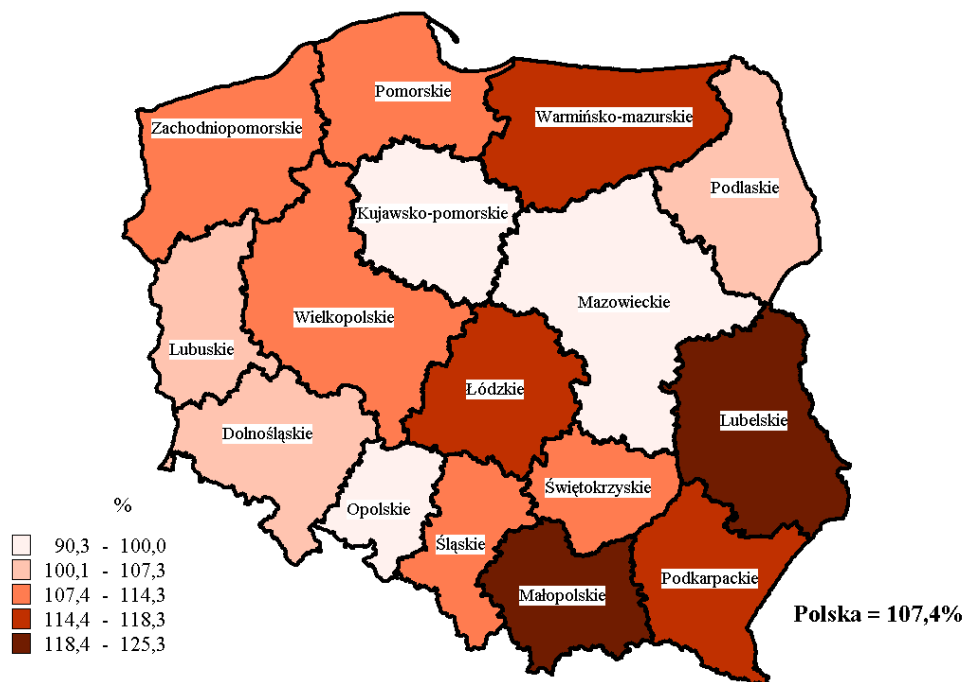 Pomorskie
Warmińsko-mazurskie
Zachodniopomorskie
Podlaskie
Kujawsko-pomorskie
Mazowieckie
Wielkopolskie
Lubuskie
Łódzkie
Lubelskie
Dolnośląskie
Świętokrzyskie
Opolskie
Śląskie
Podkarpackie
Małopolskie
%
90,3 - 100,0
100,1 - 107,3
107,4 - 114,3
114,4 - 118,3
118,4 - 125,3
Polska = 107,4%